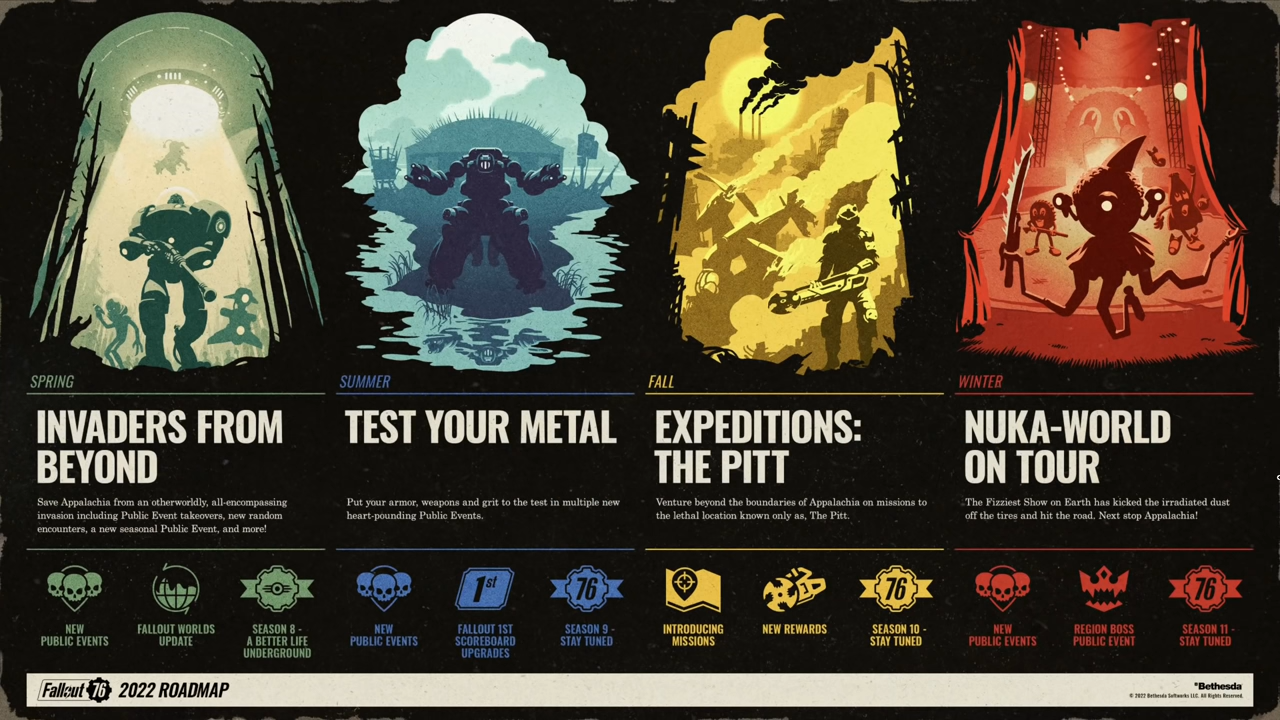 SPRING
INVADERS FROM
BEYOND
Save Appalachia from an otherworldly, all-encompassing
invasion including Public Event takeovers, new random
encounters, a new seasonal Public Event, and more!
NEW
PUBLIC EVENTS
FALLOUT WORLDS
UPDATE
SEASON 8 -
A BETTER LIFE
UNDERGROUND
SUMMER
TEST YOUR METAL
Put your armor, weapons and grit to the test in multiple new
heart-pounding Public Events.
NEW
PUBLIC EVENTS
1st
FALLOUT 1ST
SCOREBOARD
UPGRADES
76
SEASON 9 -
STAY TUNED
FALL
EXPEDITIONS:
THE PITT
Venture beyond the boundaries of Appalachia on missions to
the lethal location known only as, The Pitt.
INTRODUCING
MISSIONS
NEW REWARDS
76
SEASON 10 -
STAY TUNED
WINTER
NUKA-WORLD
ON TOUR
The Fizziest Show on Earth has kicked the irradiated dust
off the tires and hit the road. Next stop Appalachia!
NEW
PUBLIC EVENTS
REGION BOSS
PUBLIC EVENT
76
SEASON 11 -
STAY TUNED
Fallout 76 2022 ROADMAP
Bethesda
© 2022 Bethesda Softworks LLC. All Rights Reserved.